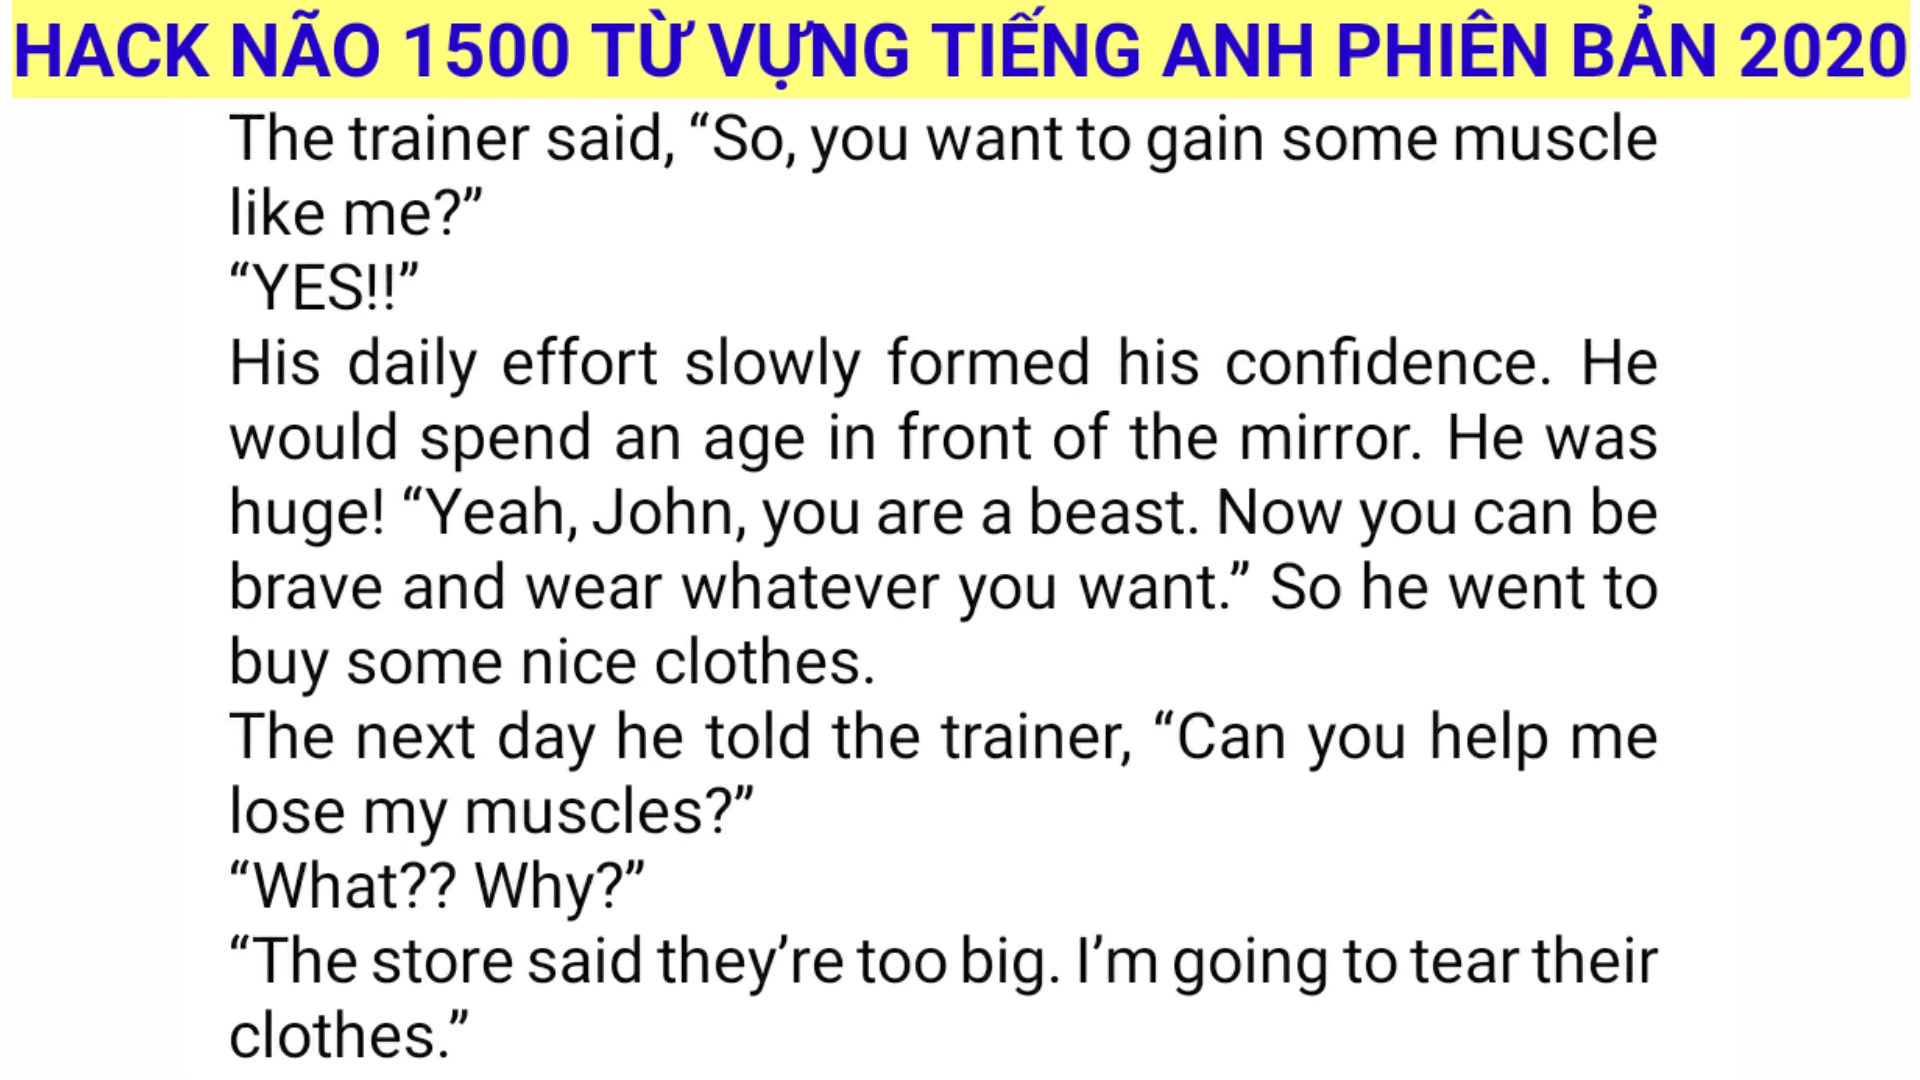 HACK NÃO 1500 TỪ VỰNG TIẾNG ANH PHIÊN BẢN 2020
The trainer said, “So, you want to gain some muscle
like me?”
“YES!!”
His daily effort slowly formed his confidence. He
would spend an age in front of the mirror. He was
huge! “Yeah, John, you are a beast. Now you can be
brave and wear whatever you want.” So he went to
buy some nice clothes.
The next day he told the trainer, “Can you help me
lose my muscles?”
“What?? Why?”
“The store said they’re too big. I’m going to tear their
clothes.”